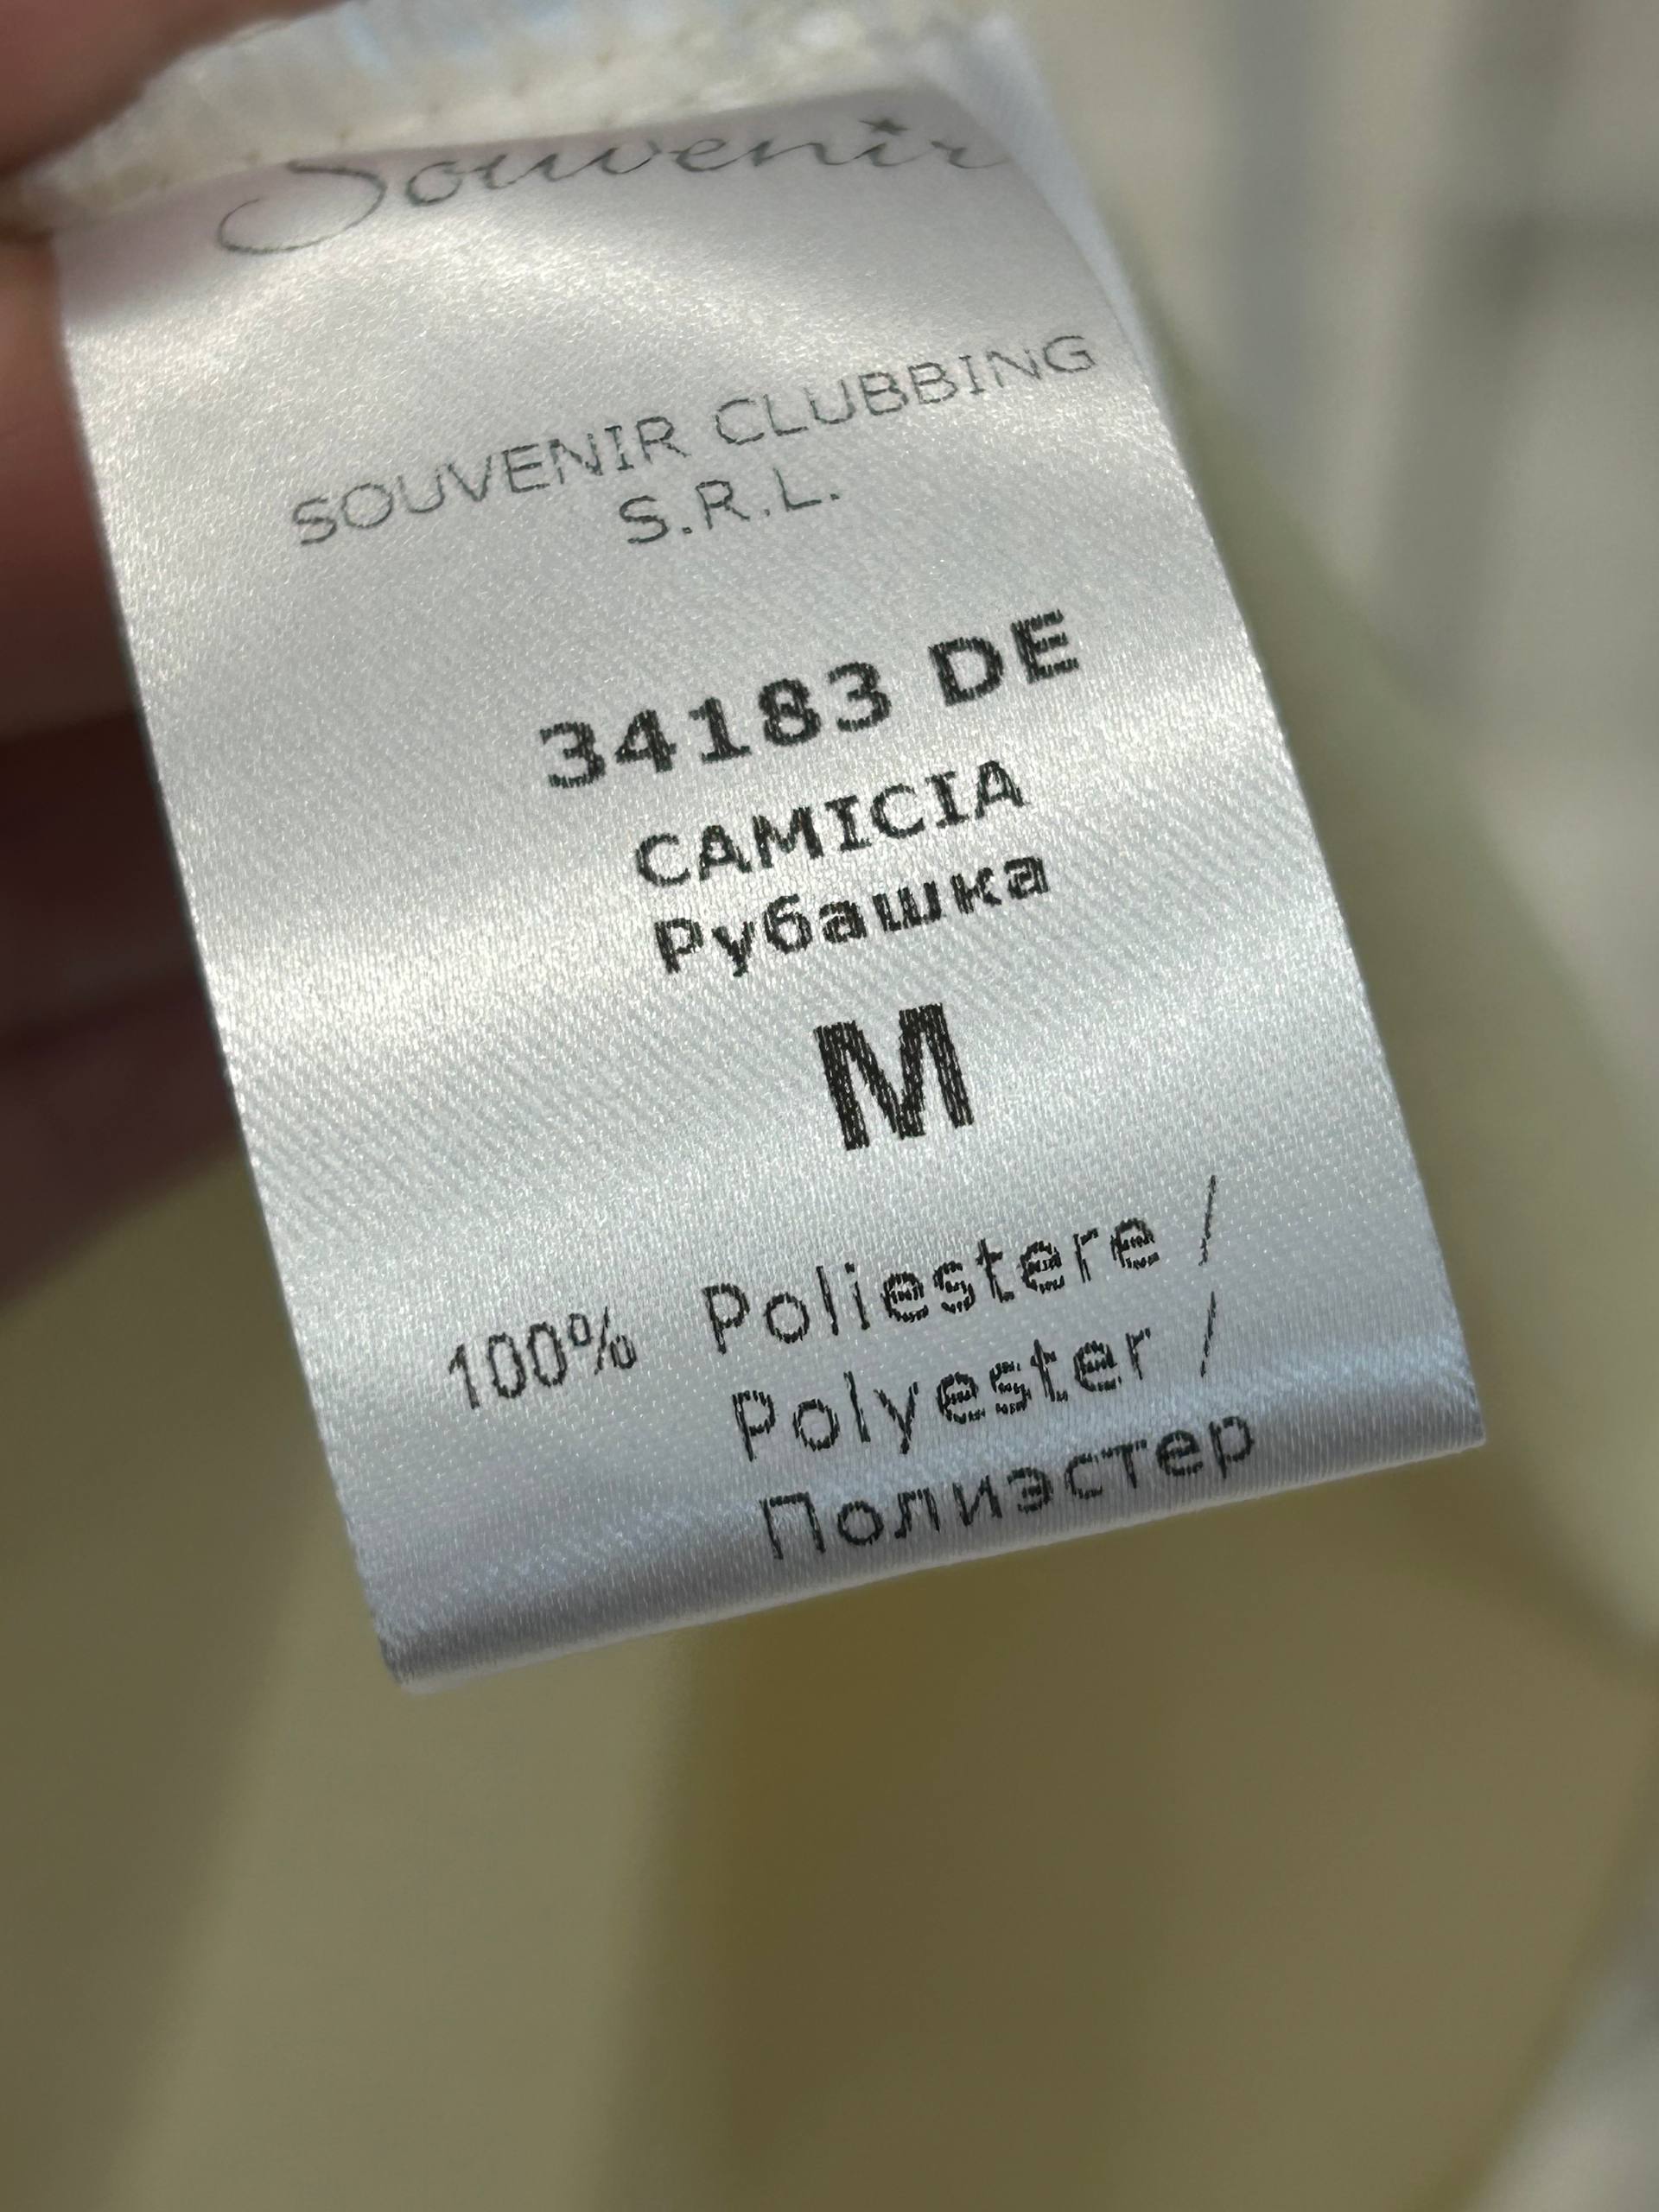 Souvenir
SOUVENIR CLUBBING
S.R.L.
34183 DE
CAMICIA
Рубашка
M
100% Poliestere /
Polyester /
Полиэстер